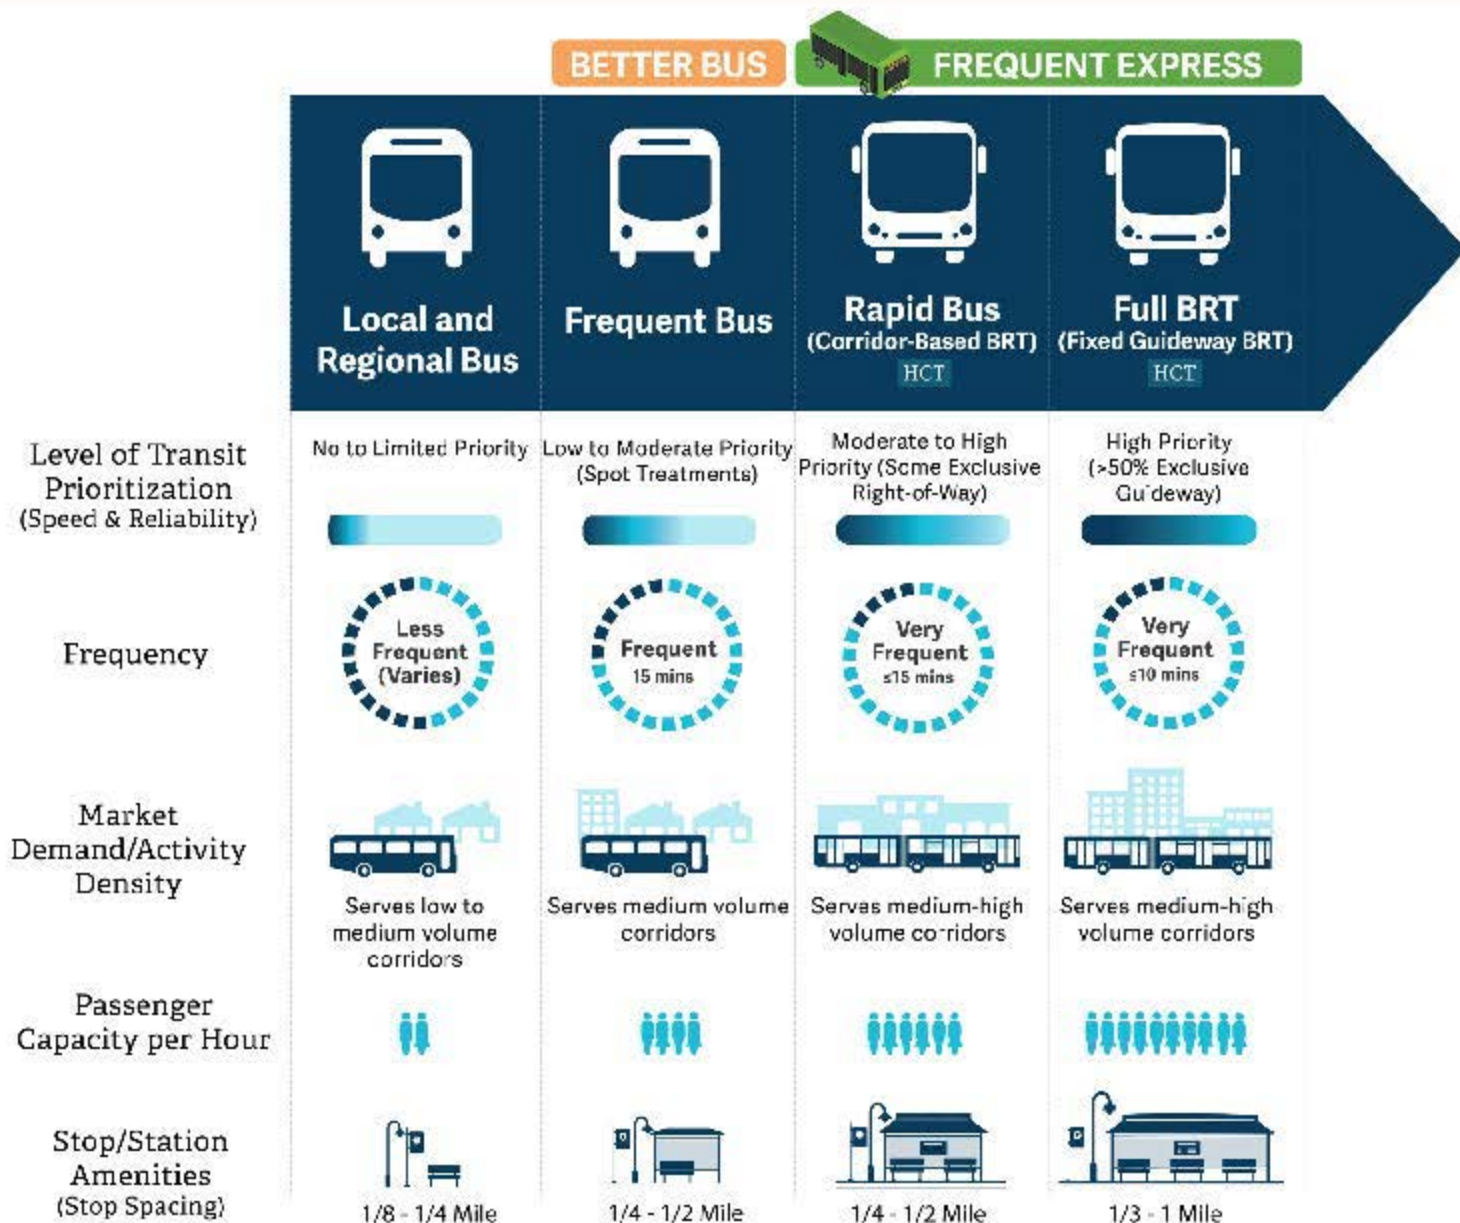 BETTER BUS
FREQUENT EXPRESS
Local and
Regional Bus
Frequent Bus
Rapid Bus
(Corridor-Based BRT)
HCT
Full BRT
(Fixed Guideway BRT)
HCT
Level of Transit
Prioritization
(Speed & Reliability)
No to Limited Priority
Low to Moderate Priority
(Spot Treatments)
Moderate to High
Priority (Some Exclusive
Right-of-Way)
High Priority
(>50% Exclusive
Guideway)
Frequency
Less
Frequent
(Varies)
Frequent
15 mins
Very
Frequent
≤15 mins
Very
Frequent
≤10 mins
Market
Demand/Activity
Density
Serves low to
medium volume
corridors
Serves medium volume
corridors
Serves medium-high
volume corridors
Serves medium-high
volume corridors
Passenger
Capacity per Hour
Stop/Station
Amenities
(Stop Spacing)
1/8 - 1/4 Mile
1/4 - 1/2 Mile
1/4 - 1/2 Mile
1/3 - 1 Mile